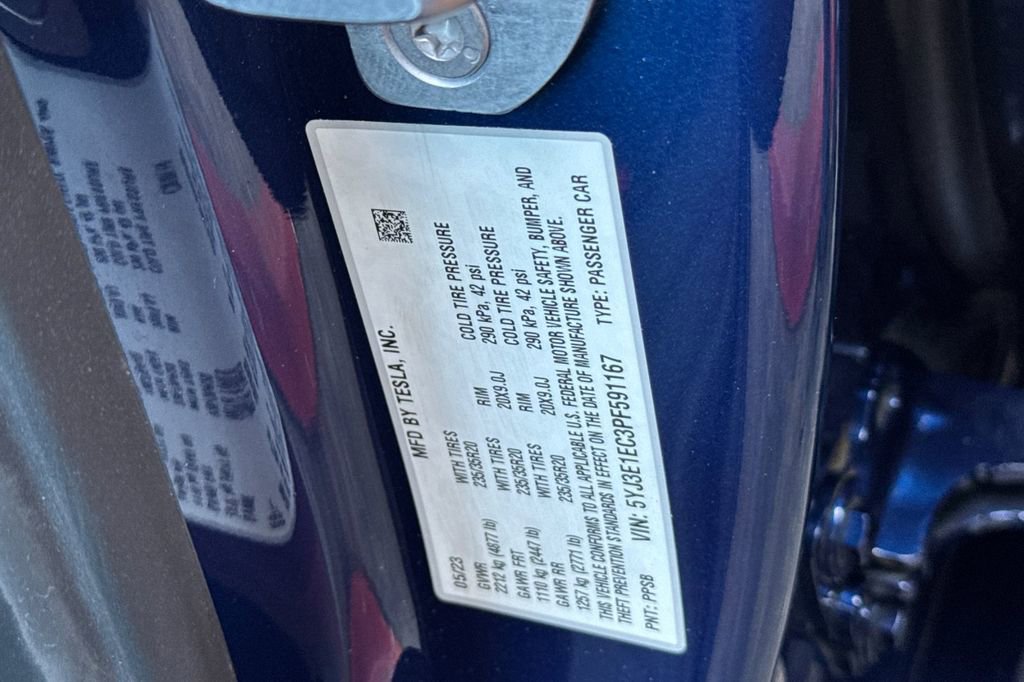 MFD BY TESLA, INC.
05/23
GVWR WITH TIRES RIM COLD TIRE PRESSURE
2212 kg (4877 lb) 235/35R20 20X9.0J 290 kPa, 42 psi
GAWR FRT WITH TIRES RIM COLD TIRE PRESSURE
1110 kg (2447 lb) 235/35R20 20X9.0J 290 kPa, 42 psi
GAWR RR
1257 kg (2771 lb)
THIS VEHICLE CONFORMS TO ALL APPLICABLE U.S. FEDERAL MOTOR VEHICLE SAFETY, BUMPER, AND
THEFT PREVENTION STANDARDS IN EFFECT ON THE DATE OF MANUFACTURE SHOWN ABOVE.
VIN: 5YJ3E1EC3PF591167 TYPE: PASSENGER CAR
PNT: PPSB